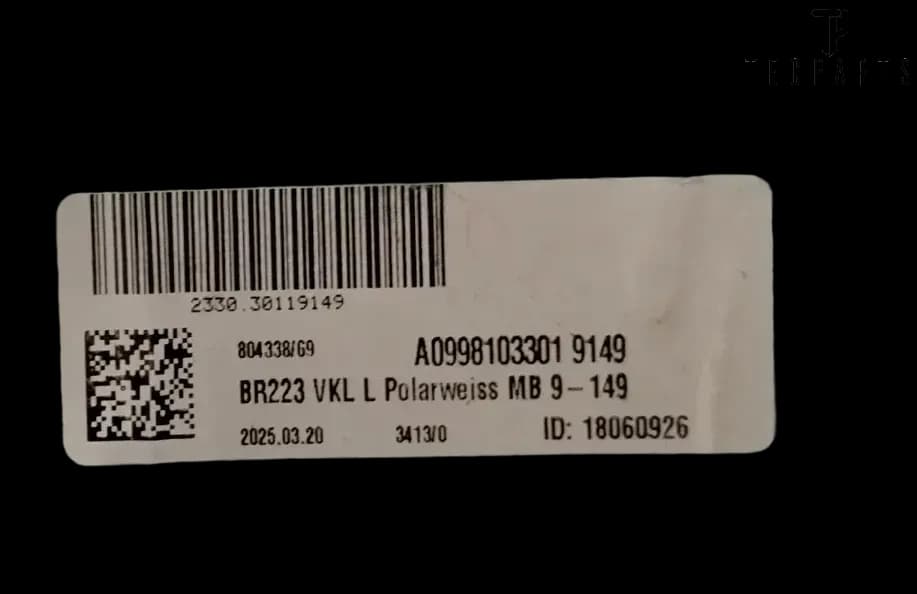 2330.30119149
804338/69
A0998103301 9149
BR223 VKL L Polarweiss MB 9-149
2025.03.20 3413/0 ID: 18060926